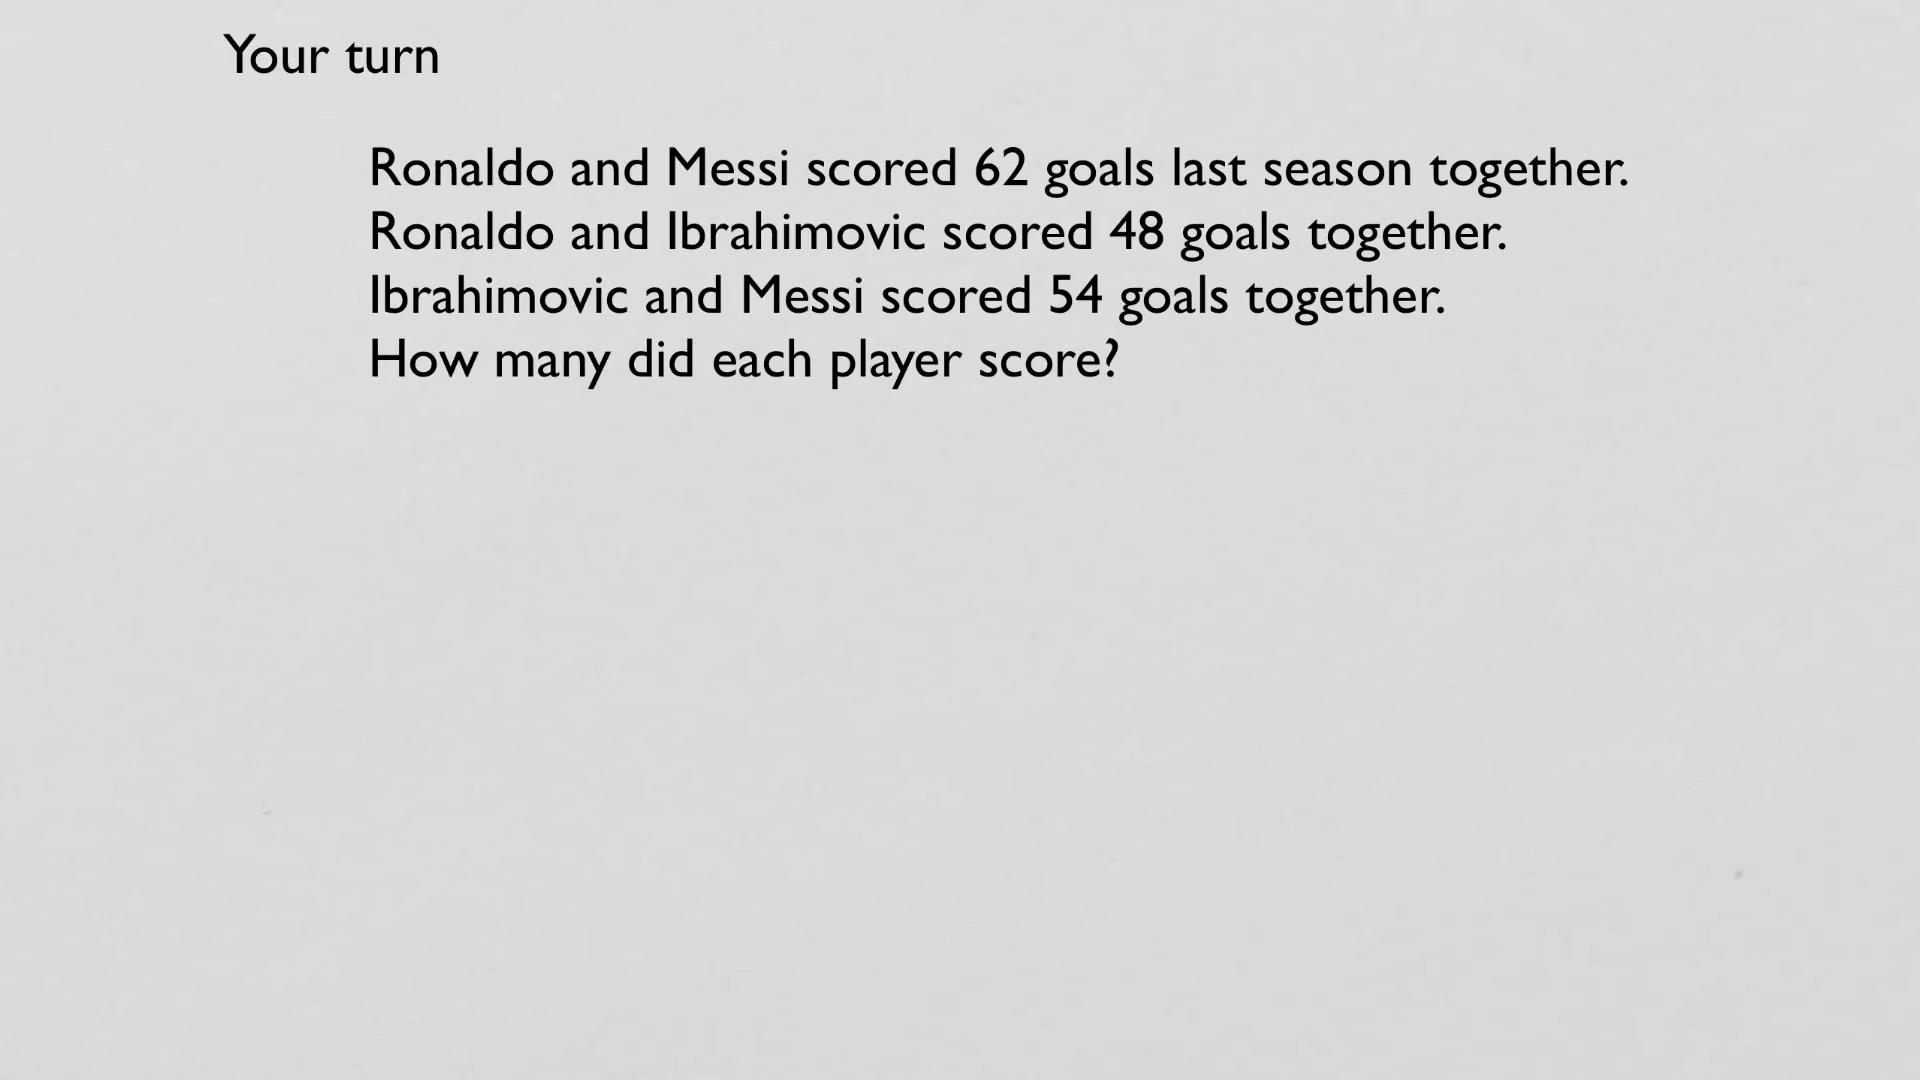 Your turn
Ronaldo and Messi scored 62 goals last season together.
Ronaldo and Ibrahimovic scored 48 goals together.
Ibrahimovic and Messi scored 54 goals together.
How many did each player score?